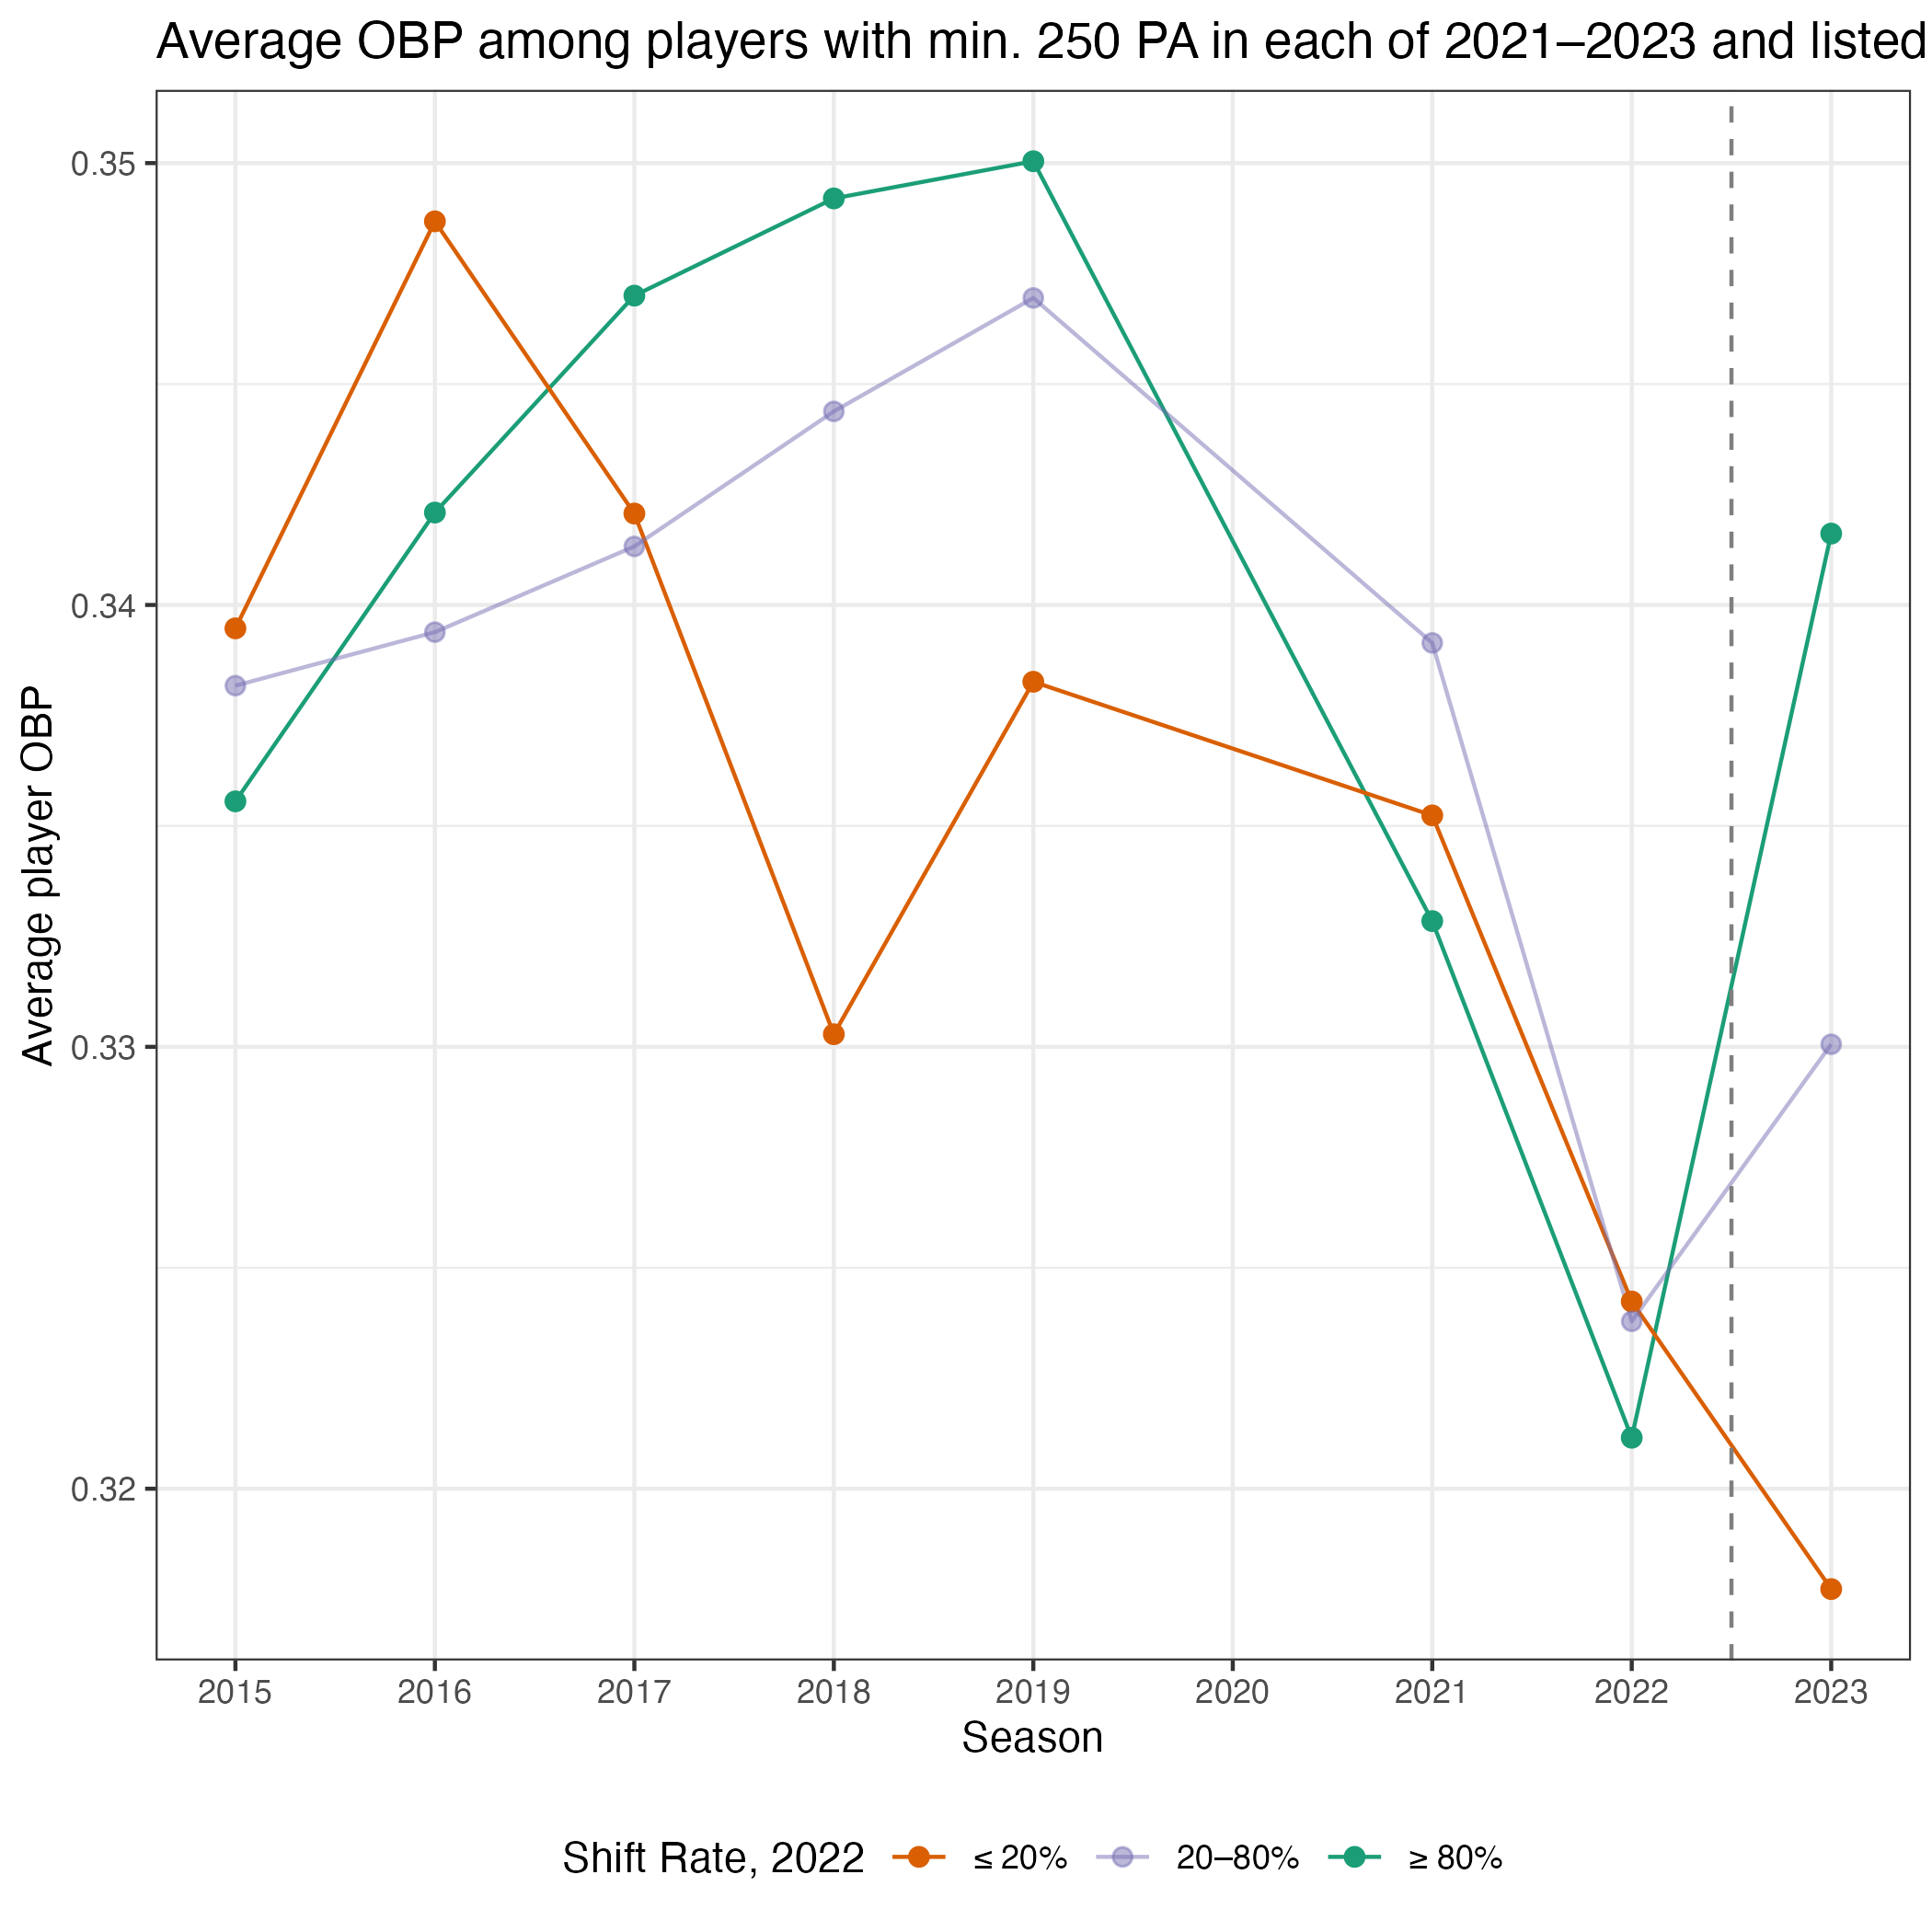 Average OBP among players with min. 250 PA in each of 2021–2023 and listed
Average player OBP
0.35
0.34
0.33
0.32
2015 2016 2017 2018 2019 2020 2021 2022 2023
Season
Shift Rate, 2022 ≤ 20% 20–80% ≥ 80%